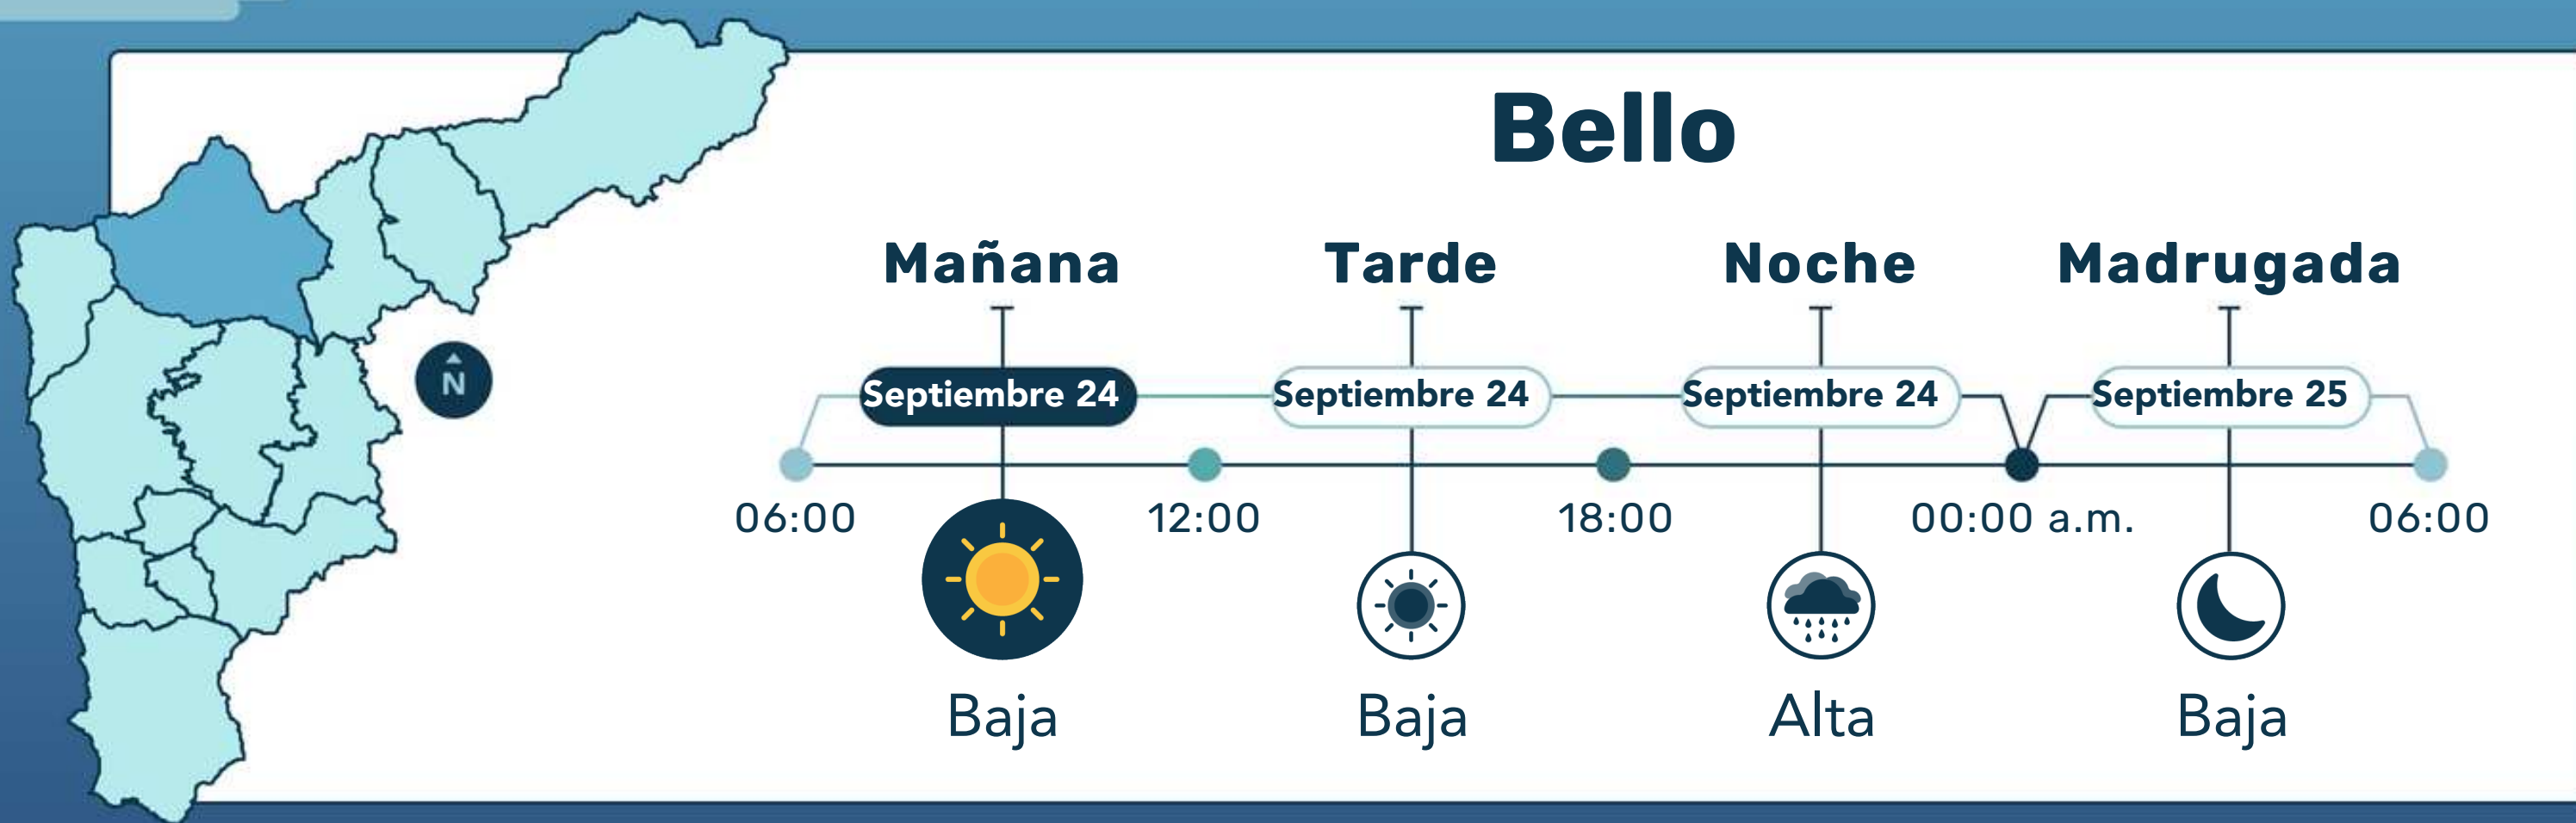 Bello
Mañana Tarde Noche Madrugada
Septiembre 24 Septiembre 24 Septiembre 24 Septiembre 25
N
06:00 12:00 18:00 00:00 a.m. 06:00
Baja Baja Alta Baja